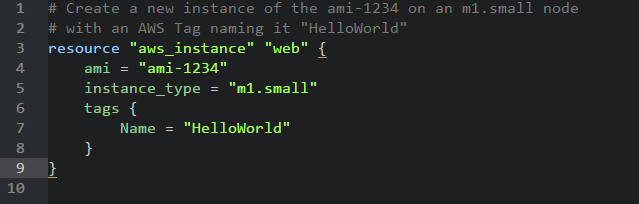 1 # Create a new instance of the ami-1234 on an m1.small node
2 # with an AWS Tag naming it "HelloWorld"
3 resource "aws_instance" "web" {
4     ami = "ami-1234"
5     instance_type = "m1.small"
6     tags {
7         Name = "HelloWorld"
8     }
9 }
10